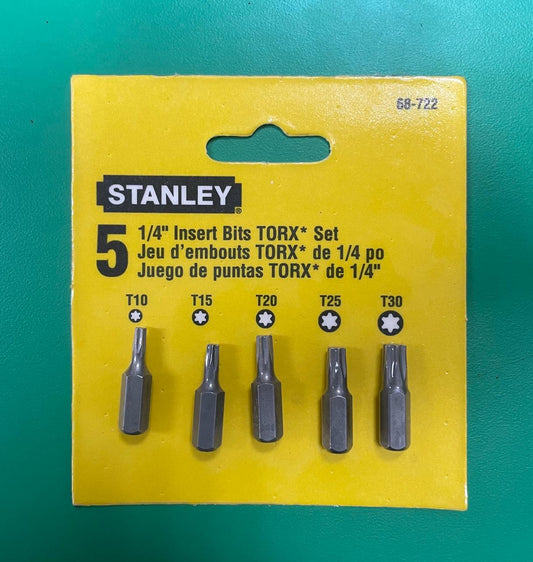 68-722
STANLEY®
5
1/4" Insert Bits TORX* Set
Jeu d'embouts TORX* de 1/4 po
Juego de puntas TORX* de 1/4"
T10 T15 T20 T25 T30